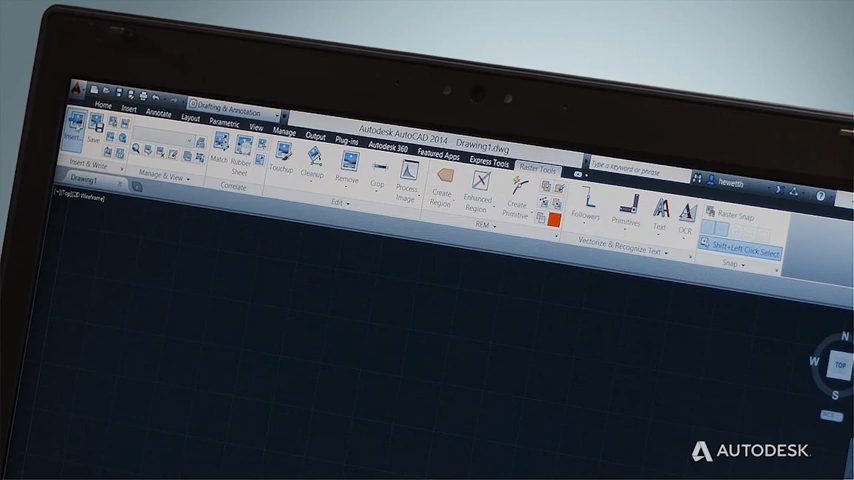 Drafting & Annotation
Autodesk AutoCAD 2014 Drawing1.dwg
Type a keyword or phrase
hewetth
Home Insert Annotate Layout Parametric View Manage Output Plug-ins Autodesk 360 Featured Apps Express Tools Raster Tools
Insert... Save
Match Rubber Sheet
Touchup Cleanup Remove Crop Process Image
Create Region Enhanced Region Create Primitive
Followers Primitives Text OCR
Raster Snap
Shift+Left Click Select
Insert & Write Manage & View Correlate Edit REM Vectorize & Recognize Text Snap
Drawing1
[-][Top][2D Wireframe]
N
W TOP
S
WCS
AUTODESK.